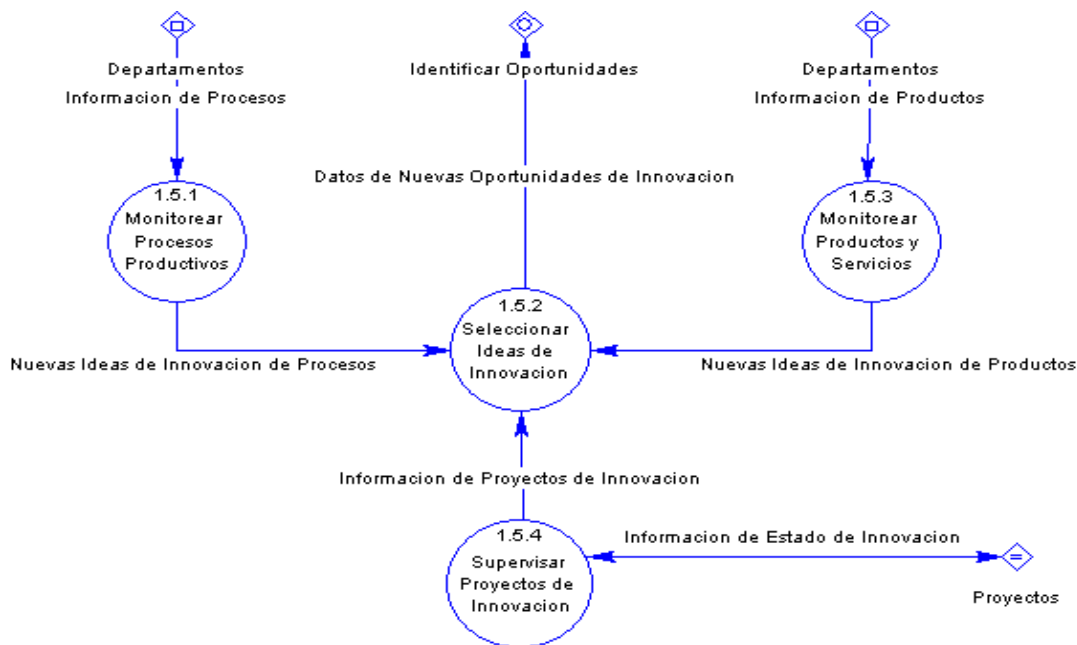 Departamentos
Informacion de Procesos
Identificar Oportunidades
Departamentos
Informacion de Productos
Datos de Nuevas Oportunidades de Innovacion
1.5.1
Monitorear
Procesos
Productivos
1.5.3
Monitorear
Productos y
Servicios
1.5.2
Seleccionar
Ideas de
Innovacion
Nuevas Ideas de Innovacion de Procesos
Nuevas Ideas de Innovacion de Productos
Informacion de Proyectos de Innovacion
1.5.4
Supervisar
Proyectos de
Innovacion
Informacion de Estado de Innovacion
Proyectos